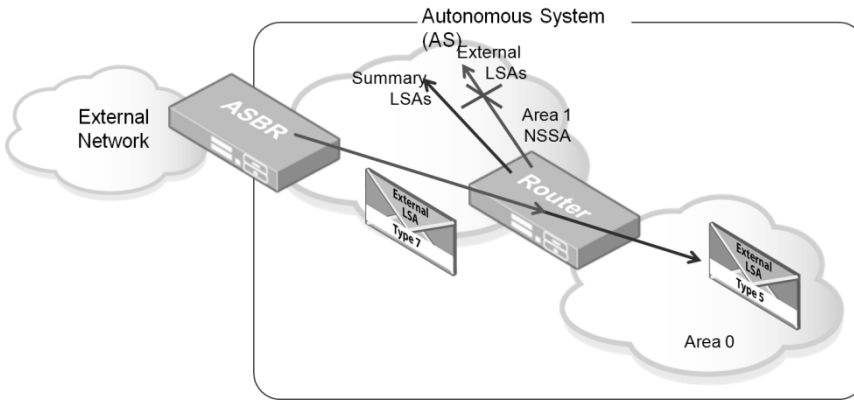 Autonomous System
(AS)
External
LSAs
Summary
LSAs
Area 1
NSSA
External
Network
ASBR
Router
External
LSA
Type 7
External
LSA
Type 5
Area 0